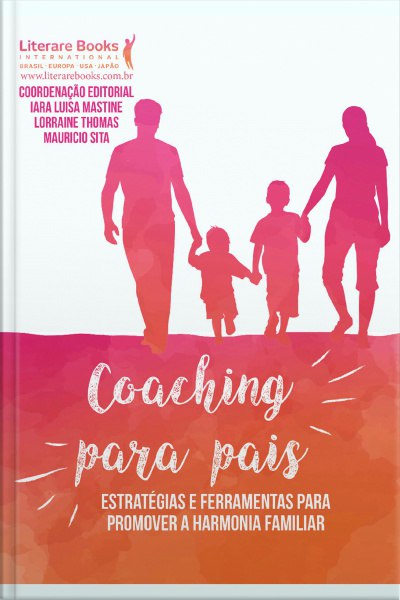 Literare Books
INTERNATIONAL
BRASIL · EUROPA · USA · JAPÃO
www.literarebooks.com.br
COORDENAÇÃO EDITORIAL
IARA LUISA MASTINE
LORRAINE THOMAS
MAURICIO SITA
Coaching
para pais
ESTRATÉGIAS E FERRAMENTAS PARA
PROMOVER A HARMONIA FAMILIAR